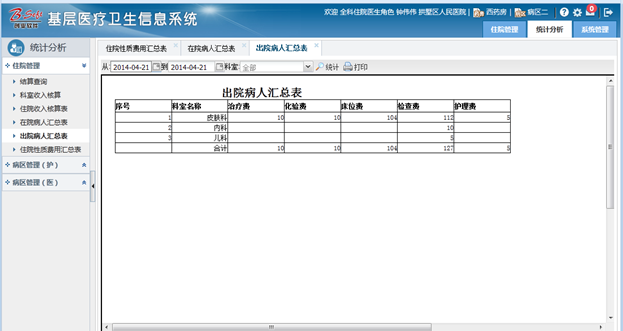 B-Soft
创业软件
基层医疗卫生信息系统
欢迎 全科住院医生角色 钟伟伟 拱墅区人民医院 | 西药房 | 病区二 0
住院管理 统计分析 系统管理
统计分析
住院管理
结算查询
科室收入核算
住院收入核算表
在院病人汇总表
出院病人汇总表
住院性质费用汇总表
病区管理（护）
病区管理（医）
住院性质费用汇总表 在院病人汇总表 出院病人汇总表
从: 2014-04-21 到 2014-04-21 科室: 全部 统计 打印
出院病人汇总表
序号 科室名称 治疗费 化验费 床位费 检查费 护理费
1 皮肤科 10 10 104 112 5
2 内科 10
3 儿科 5
合计 10 10 104 127 5